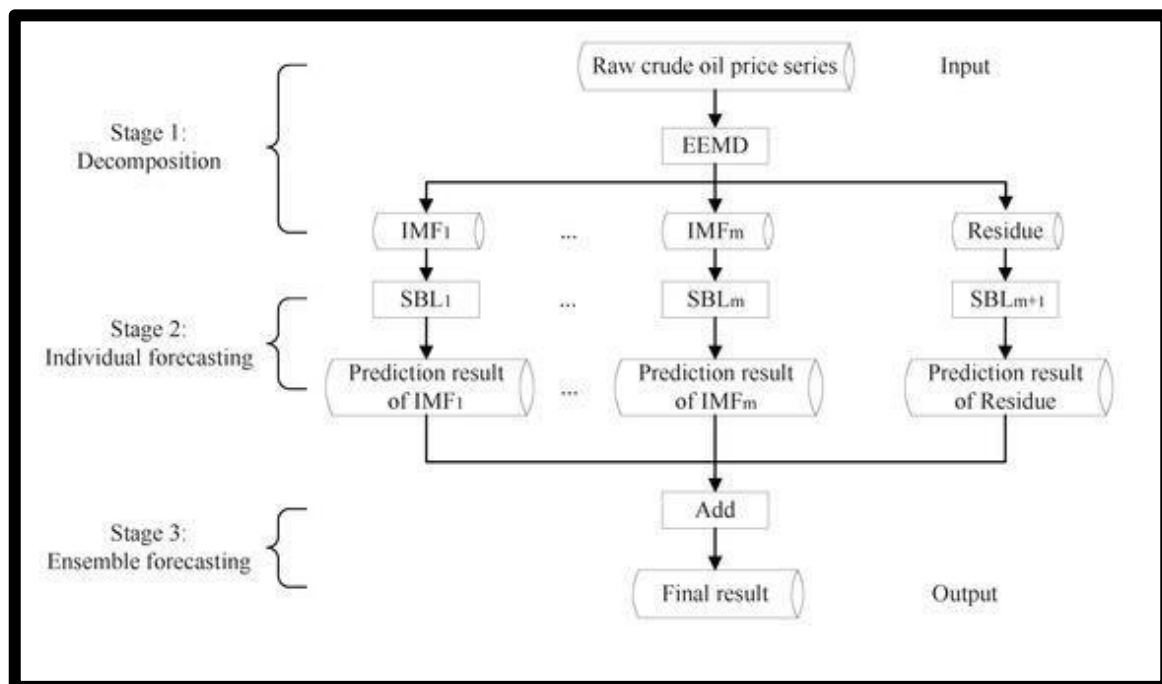 Raw crude oil price series
Input
Stage 1:
Decomposition
EEMD
IMF1
...
IMFm
Residue
SBL1
...
SBLm
SBLm+1
Stage 2:
Individual forecasting
Prediction result
of IMF1
...
Prediction result
of IMFm
Prediction result
of Residue
Add
Stage 3:
Ensemble forecasting
Final result
Output